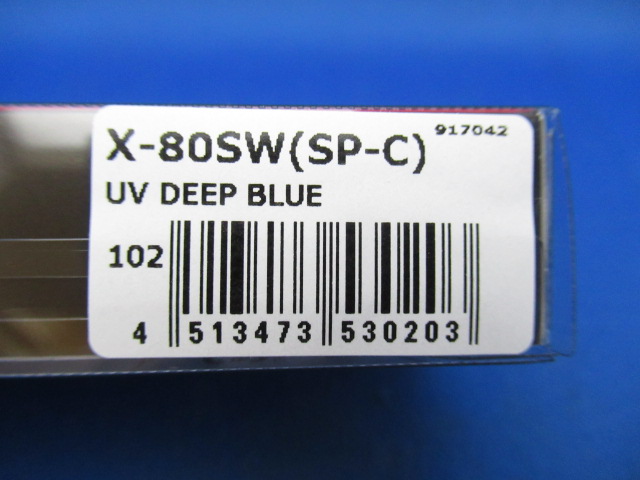 X-80SW(SP-C) 917042
UV DEEP BLUE
102
4 513473 530203